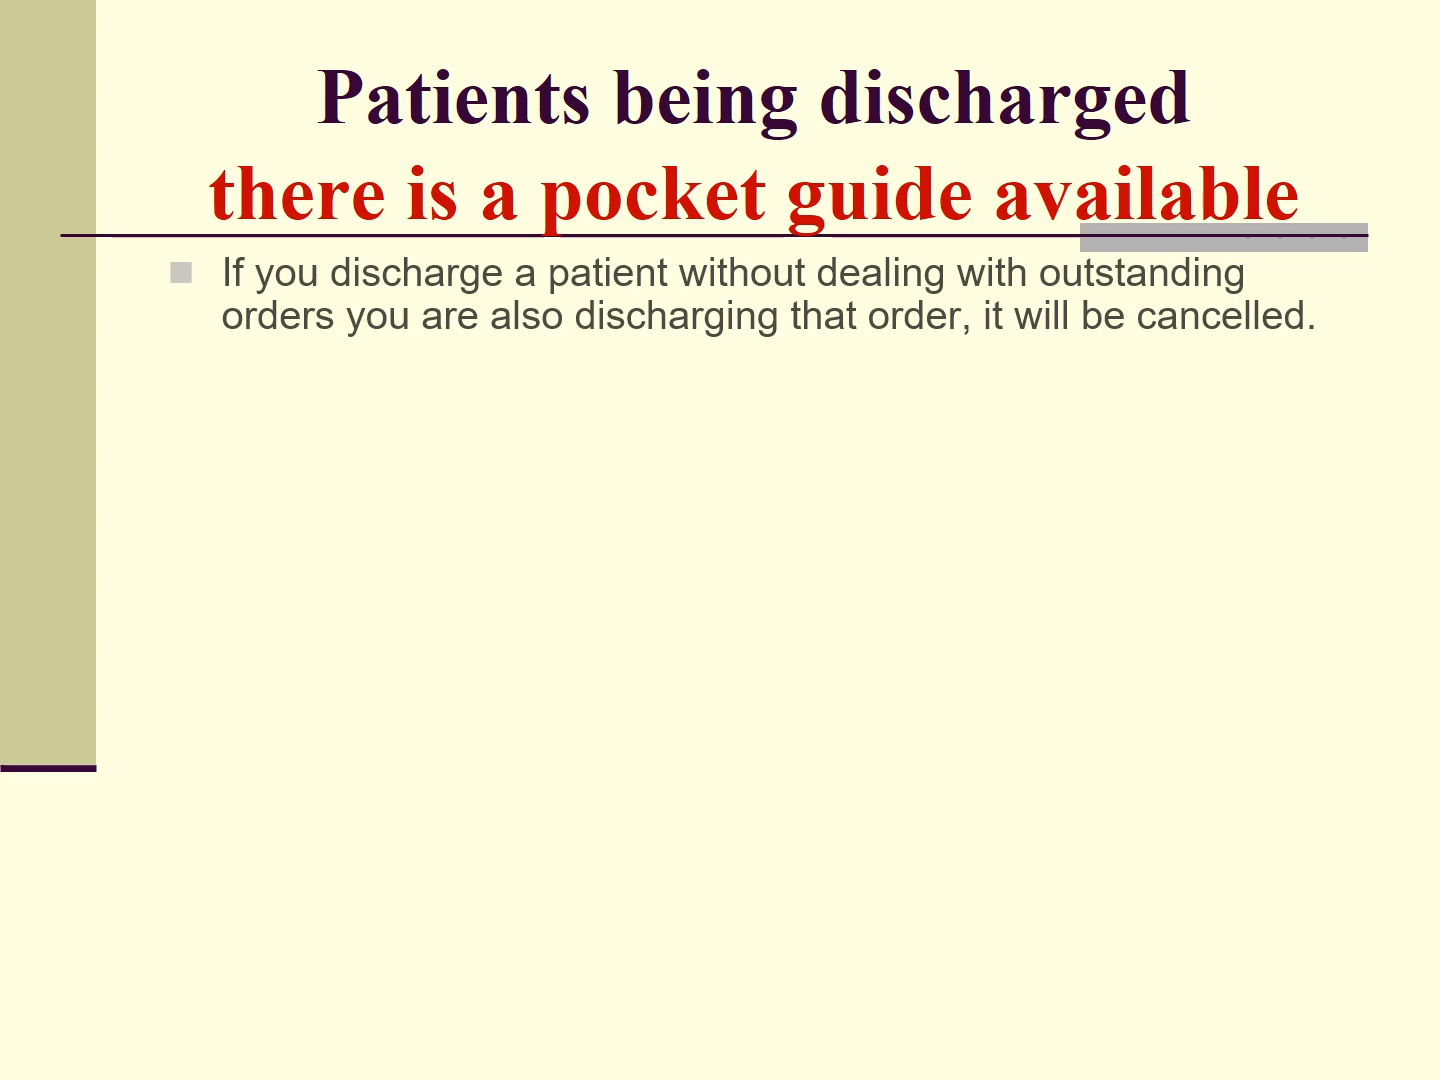 Patients being discharged
there is a pocket guide available
If you discharge a patient without dealing with outstanding
orders you are also discharging that order, it will be cancelled.